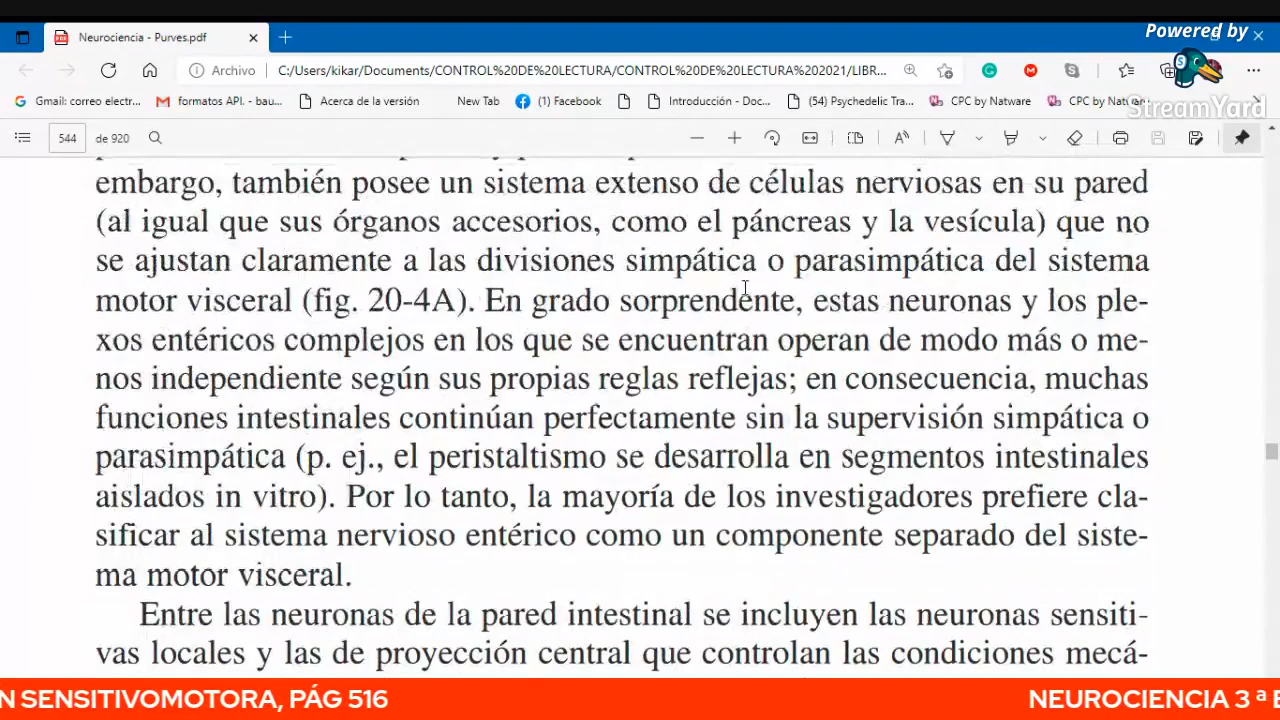 Powered by
Neurociencia - Purves.pdf
Archivo
C:/Users/kikar/Documents/CONTROL%20DE%20LECTURA/CONTROL%20DE%20LECTURA%202021/LIBR...
Gmail: correo electr...
formatos APL - bau...
Acerca de la versión
New Tab
(1) Facebook
Introducción - Doc...
(54) Psychedelic Tra...
CPC by Natware
CPC by Natware
StreamYard
544
de 920
embargo, también posee un sistema extenso de células nerviosas en su pared
(al igual que sus órganos accesorios, como el páncreas y la vesícula) que no
se ajustan claramente a las divisiones simpática o parasimpática del sistema
motor visceral (fig. 20-4A). En grado sorprendente, estas neuronas y los ple-
xos entéricos complejos en los que se encuentran operan de modo más o me-
nos independiente según sus propias reglas reflejas; en consecuencia, muchas
funciones intestinales continúan perfectamente sin la supervisión simpática o
parasimpática (p. ej., el peristaltismo se desarrolla en segmentos intestinales
aislados in vitro). Por lo tanto, la mayoría de los investigadores prefiere cla-
sificar al sistema nervioso entérico como un componente separado del siste-
ma motor visceral.
Entre las neuronas de la pared intestinal se incluyen las neuronas sensiti-
vas locales y las de proyección central que controlan las condiciones mecá-
N SENSITIVOMOTORA, PÁG 516
NEUROCIENCIA 3 ª E